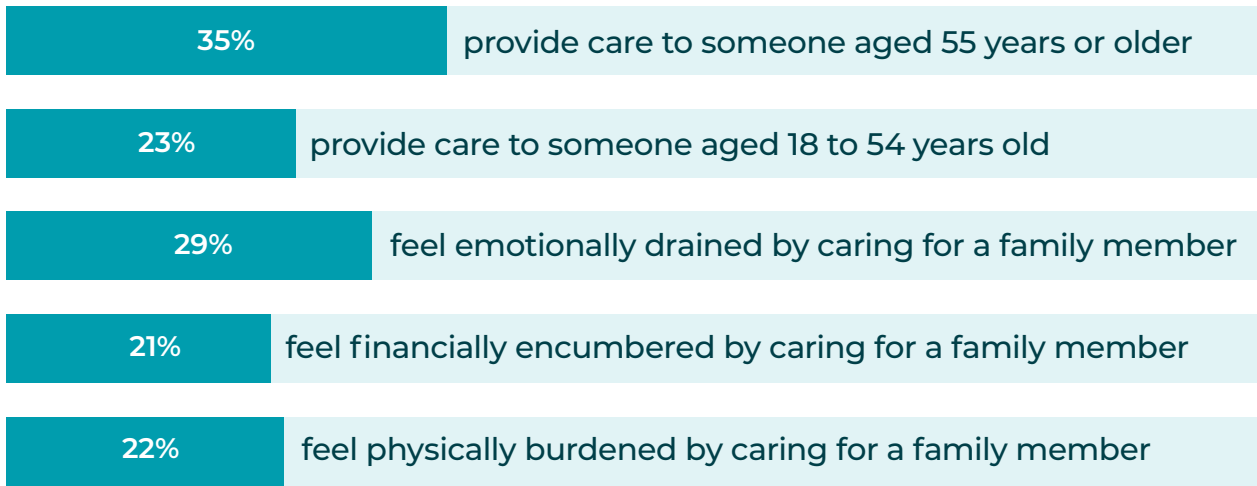 35% provide care to someone aged 55 years or older
23% provide care to someone aged 18 to 54 years old
29% feel emotionally drained by caring for a family member
21% feel financially encumbered by caring for a family member
22% feel physically burdened by caring for a family member